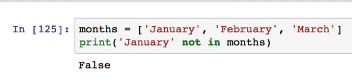 In [125]: months = ['January', 'February', 'March']
print('January' not in months)
False